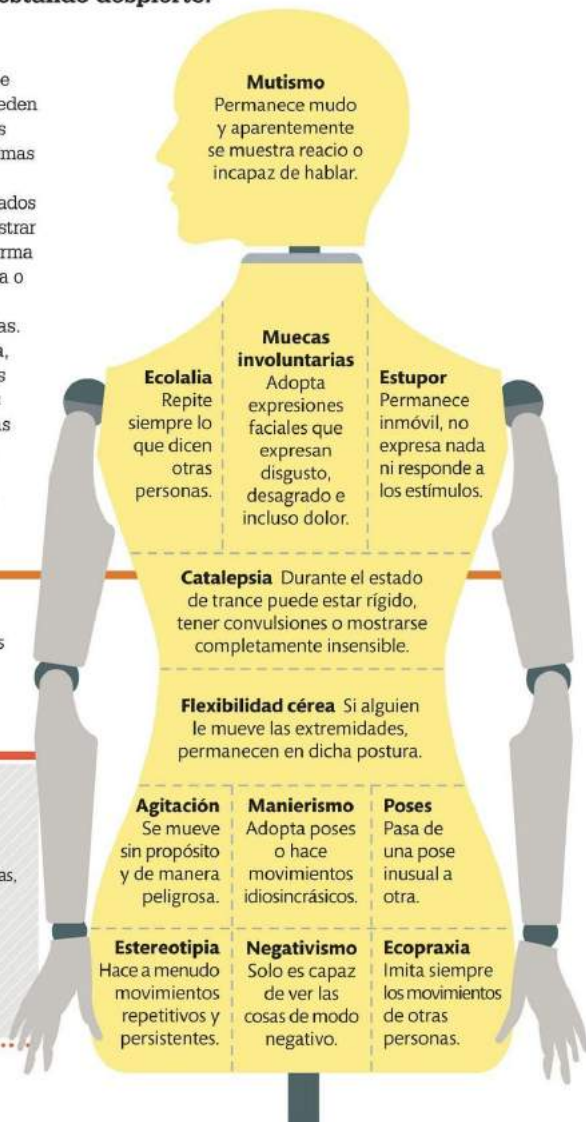 estando despierto.
Mutismo
Permanece mudo
y aparentemente
se muestra reacio o
incapaz de hablar.
Ecolalia
Repite
siempre lo
que dicen
otras
personas.
Muecas
involuntarias
Adopta
expresiones
faciales que
expresan
disgusto,
desagrado e
incluso dolor.
Estupor
Permanece
inmóvil, no
expresa nada
ni responde a
los estímulos.
Catalepsia Durante el estado
de trance puede estar rígido,
tener convulsiones o mostrarse
completamente insensible.
Flexibilidad cérea Si alguien
le mueve las extremidades,
permanecen en dicha postura.
Agitación
Se mueve
sin propósito
y de manera
peligrosa.
Manierismo
Adopta poses
o hace
movimientos
idiosincrásicos.
Poses
Pasa de
una pose
inusual a
otra.
Estereotipia
Hace a menudo
movimientos
repetitivos y
persistentes.
Negativismo
Solo es capaz
de ver las
cosas de modo
negativo.
Ecopraxia
Imita siempre
los movimientos
de otras
personas.